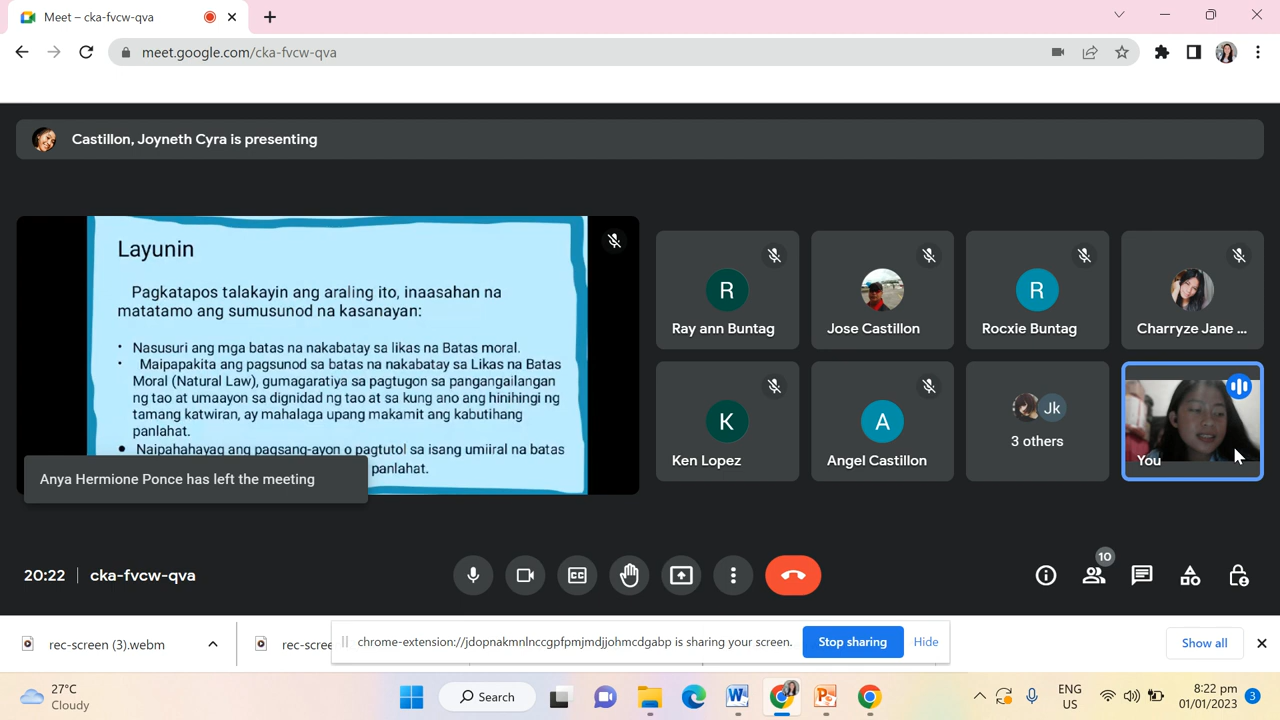 Meet – cka-fvcw-qva
meet.google.com/cka-fvcw-qva
Castillon, Joyneth Cyra is presenting
Layunin
Pagkatapos talakayin ang araling ito, inaasahan na
matatamo ang sumusunod na kasanayan:
· Nasusuri ang mga batas na nakabatay sa likas na Batas moral.
· Maipapakita ang pagsunod sa batas na nakabatay sa Likas na Batas
Moral (Natural Law), gumagaratiya sa pagtugon sa pangangailangan
ng tao at umaayon sa dignidad ng tao at sa kung ano ang hinihingi ng
tamang katwiran, ay mahalaga upang makamit ang kabutihang
panlahat.
● Naipahahayag ang pagsang-ayon o pagtutol sa isang umiiral na batas
panlahat.
Anya Hermione Ponce has left the meeting
R
Ray ann Buntag
Jose Castillon
R
Rocxie Buntag
Charryze Jane ...
K
Ken Lopez
A
Angel Castillon
Jk
3 others
You
20:22 | cka-fvcw-qva
10
rec-screen (3).webm
rec-scree
chrome-extension://jdopnakmnlnccgpfpmjmdjjohmcdgabp is sharing your screen.
Stop sharing
Hide
Show all
27°C
Cloudy
Search
ENG
US
8:22 pm
01/01/2023
3